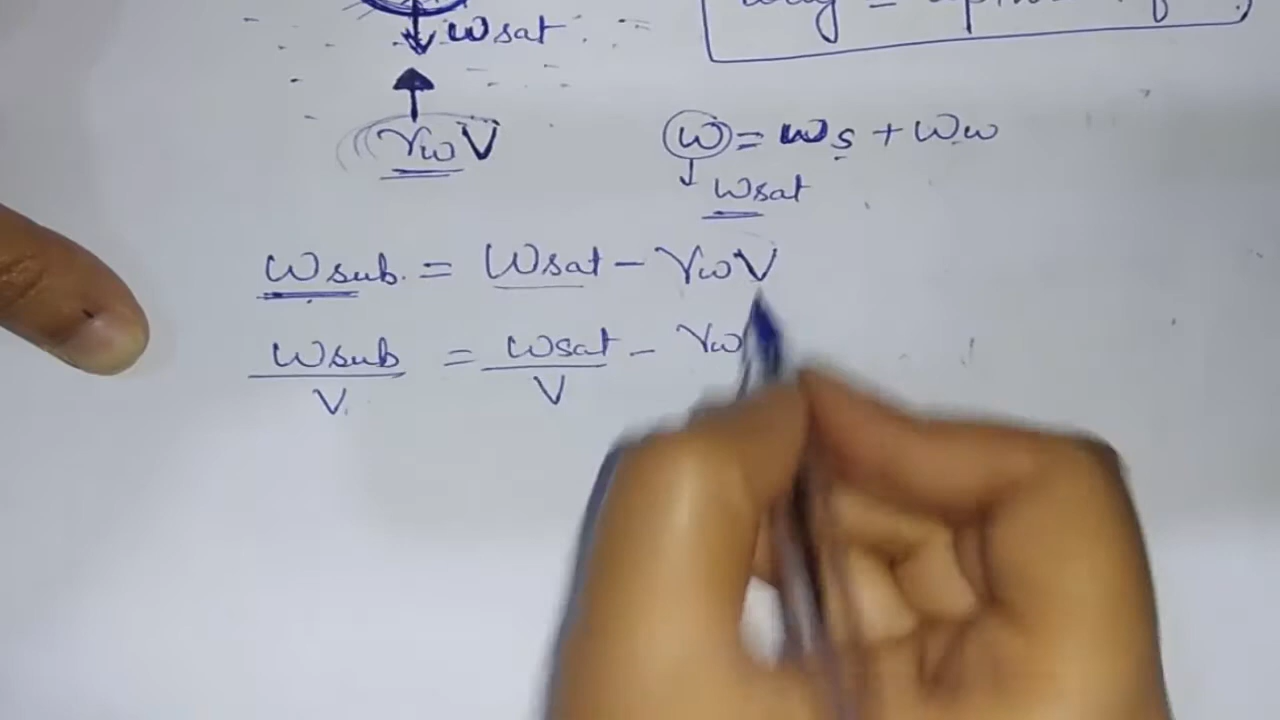 Wsat
γwV
W = Ws + Ww
Wsat
Wsub = Wsat - γwV
Wsub/V = Wsat/V - γw